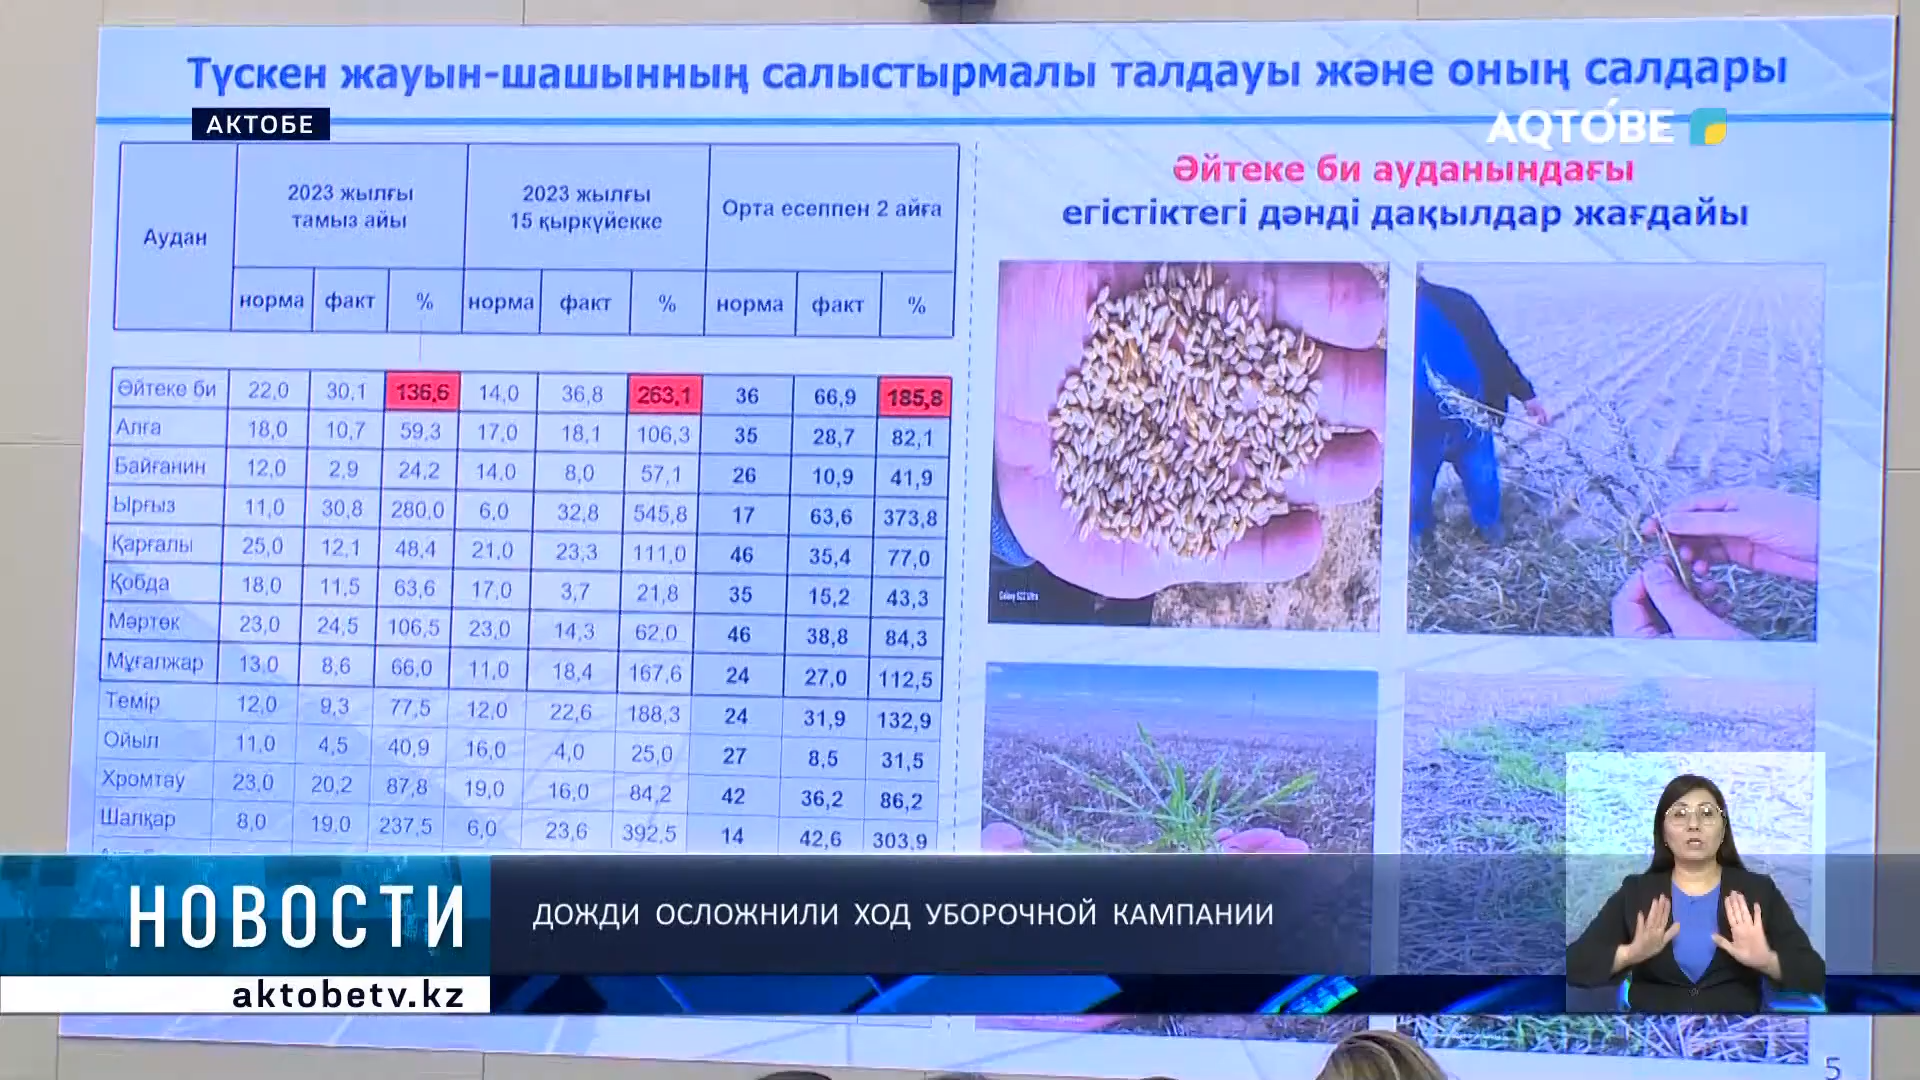 Түскен жауын-шашынның салыстырмалы талдауы және оның салдары
АКТОБЕ
AQTÓBE
Аудан
2023 жылғы тамыз айы
2023 жылғы 15 қыркүйекке
Орта есеппен 2 айға
норма факт % норма факт % норма факт %
Әйтеке би 22,0 30,1 136,6 14,0 36,8 263,1 36 66,9 185,8
Алға 18,0 10,7 59,3 17,0 18,1 106,3 35 28,7 82,1
Байғанин 12,0 2,9 24,2 14,0 8,0 57,1 26 10,9 41,9
Ырғыз 11,0 30,8 280,0 6,0 32,8 545,8 17 63,6 373,8
Қарғалы 25,0 12,1 48,4 21,0 23,3 111,0 46 35,4 77,0
Қобда 18,0 11,5 63,6 17,0 3,7 21,8 35 15,2 43,3
Мәртөк 23,0 24,5 106,5 23,0 14,3 62,0 46 38,8 84,3
Мұғалжар 13,0 8,6 66,0 11,0 18,4 167,6 24 27,0 112,5
Темір 12,0 9,3 77,5 12,0 22,6 188,3 24 31,9 132,9
Ойыл 11,0 4,5 40,9 16,0 4,0 25,0 27 8,5 31,5
Хромтау 23,0 20,2 87,8 19,0 16,0 84,2 42 36,2 86,2
Шалқар 8,0 19,0 237,5 6,0 23,6 392,5 14 42,6 303,9
Әйтеке би ауданындағы
егістіктегі дәнді дақылдар жағдайы
Galaxy S22 Ultra
НОВОСТИ
ДОЖДИ ОСЛОЖНИЛИ ХОД УБОРОЧНОЙ КАМПАНИИ
aktobetv.kz
5